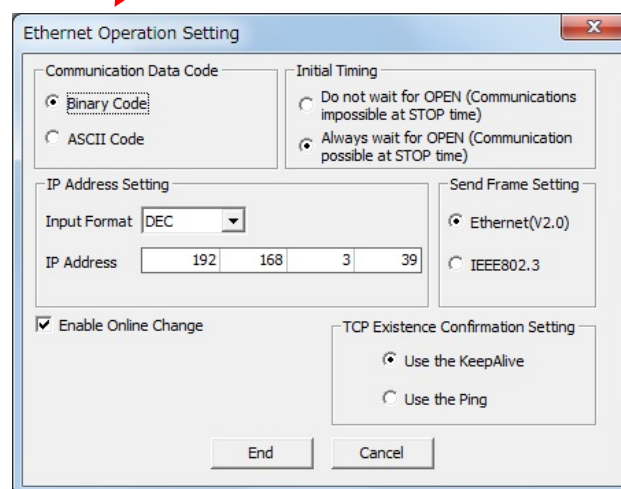 Ethernet Operation Setting
Communication Data Code
Binary Code
ASCII Code
Initial Timing
Do not wait for OPEN (Communications
impossible at STOP time)
Always wait for OPEN (Communication
possible at STOP time)
IP Address Setting
Input Format DEC
IP Address 192 168 3 39
Send Frame Setting
Ethernet(V2.0)
IEEE802.3
Enable Online Change
TCP Existence Confirmation Setting
Use the KeepAlive
Use the Ping
End Cancel